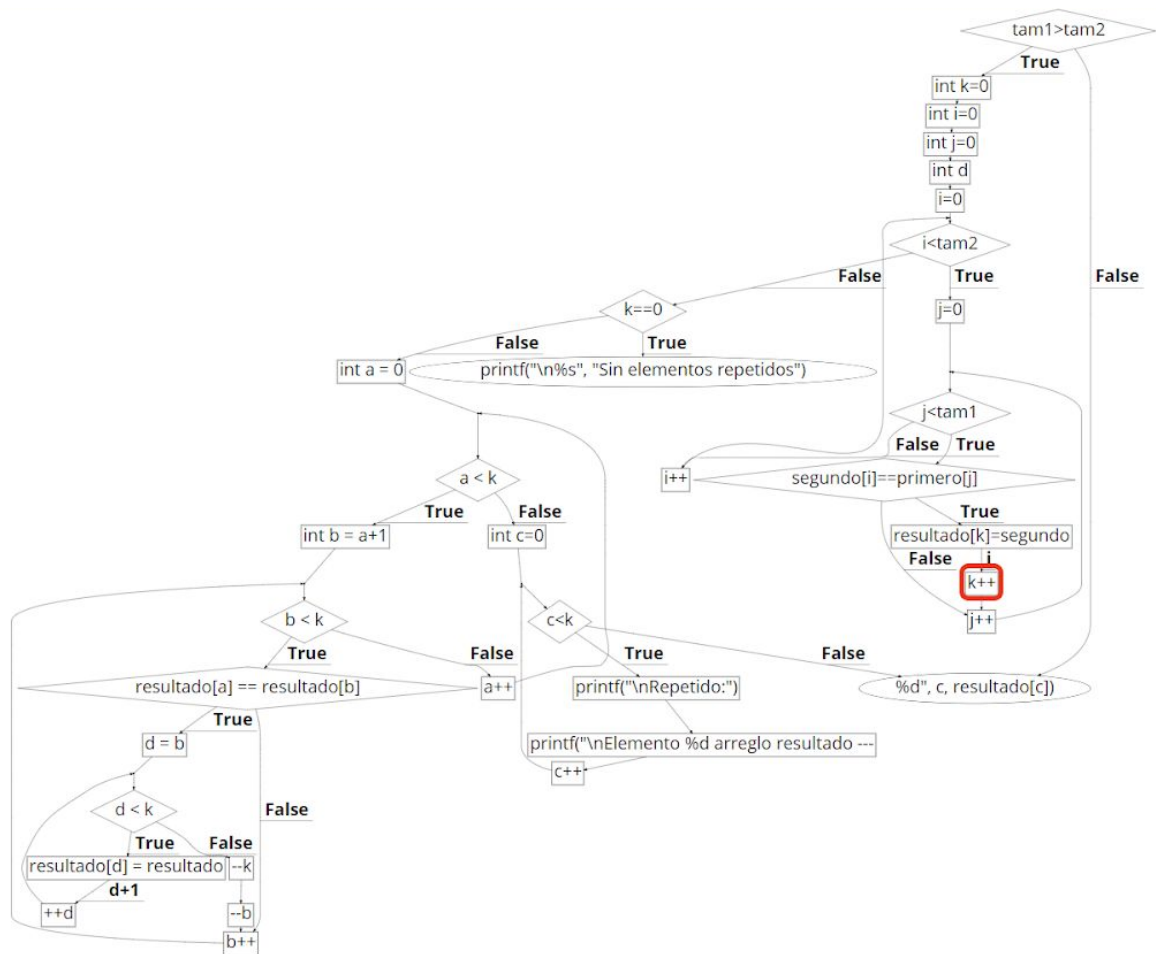 tam1>tam2
True
int k=0
int i=0
int j=0
int d
i=0
i<tam2
False
True
False
k==0
j=0
False
True
int a = 0
printf("\n%s", "Sin elementos repetidos")
j<tam1
False
True
a < k
i++
segundo[i]==primero[j]
True
False
True
int b = a+1
int c=0
resultado[k]=segundo
False
i
k++
b < k
c<k
j++
True
False
True
False
resultado[a] == resultado[b]
a++
printf("\nRepetido:")
%d", c, resultado[c])
True
d = b
printf("\nElemento %d arreglo resultado ---
c++
d < k
False
True
False
resultado[d] = resultado
--k
d+1
++d
--b
b++